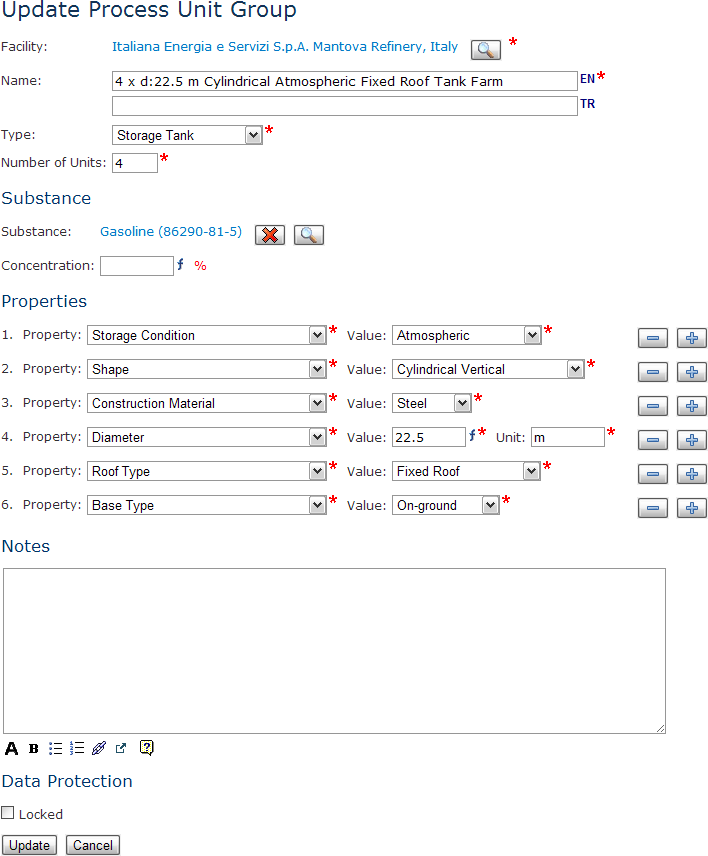 Update Process Unit Group
Facility: Italiana Energia e Servizi S.p.A. Mantova Refinery, Italy *
Name: 4 x d:22.5 m Cylindrical Atmospheric Fixed Roof Tank Farm EN*
TR
Type: Storage Tank *
Number of Units: 4 *
Substance
Substance: Gasoline (86290-81-5)
Concentration: f %
Properties
1. Property: Storage Condition * Value: Atmospheric *
2. Property: Shape * Value: Cylindrical Vertical *
3. Property: Construction Material * Value: Steel *
4. Property: Diameter * Value: 22.5 f* Unit: m *
5. Property: Roof Type * Value: Fixed Roof *
6. Property: Base Type * Value: On-ground *
Notes
A B ?
Data Protection
Locked
Update Cancel